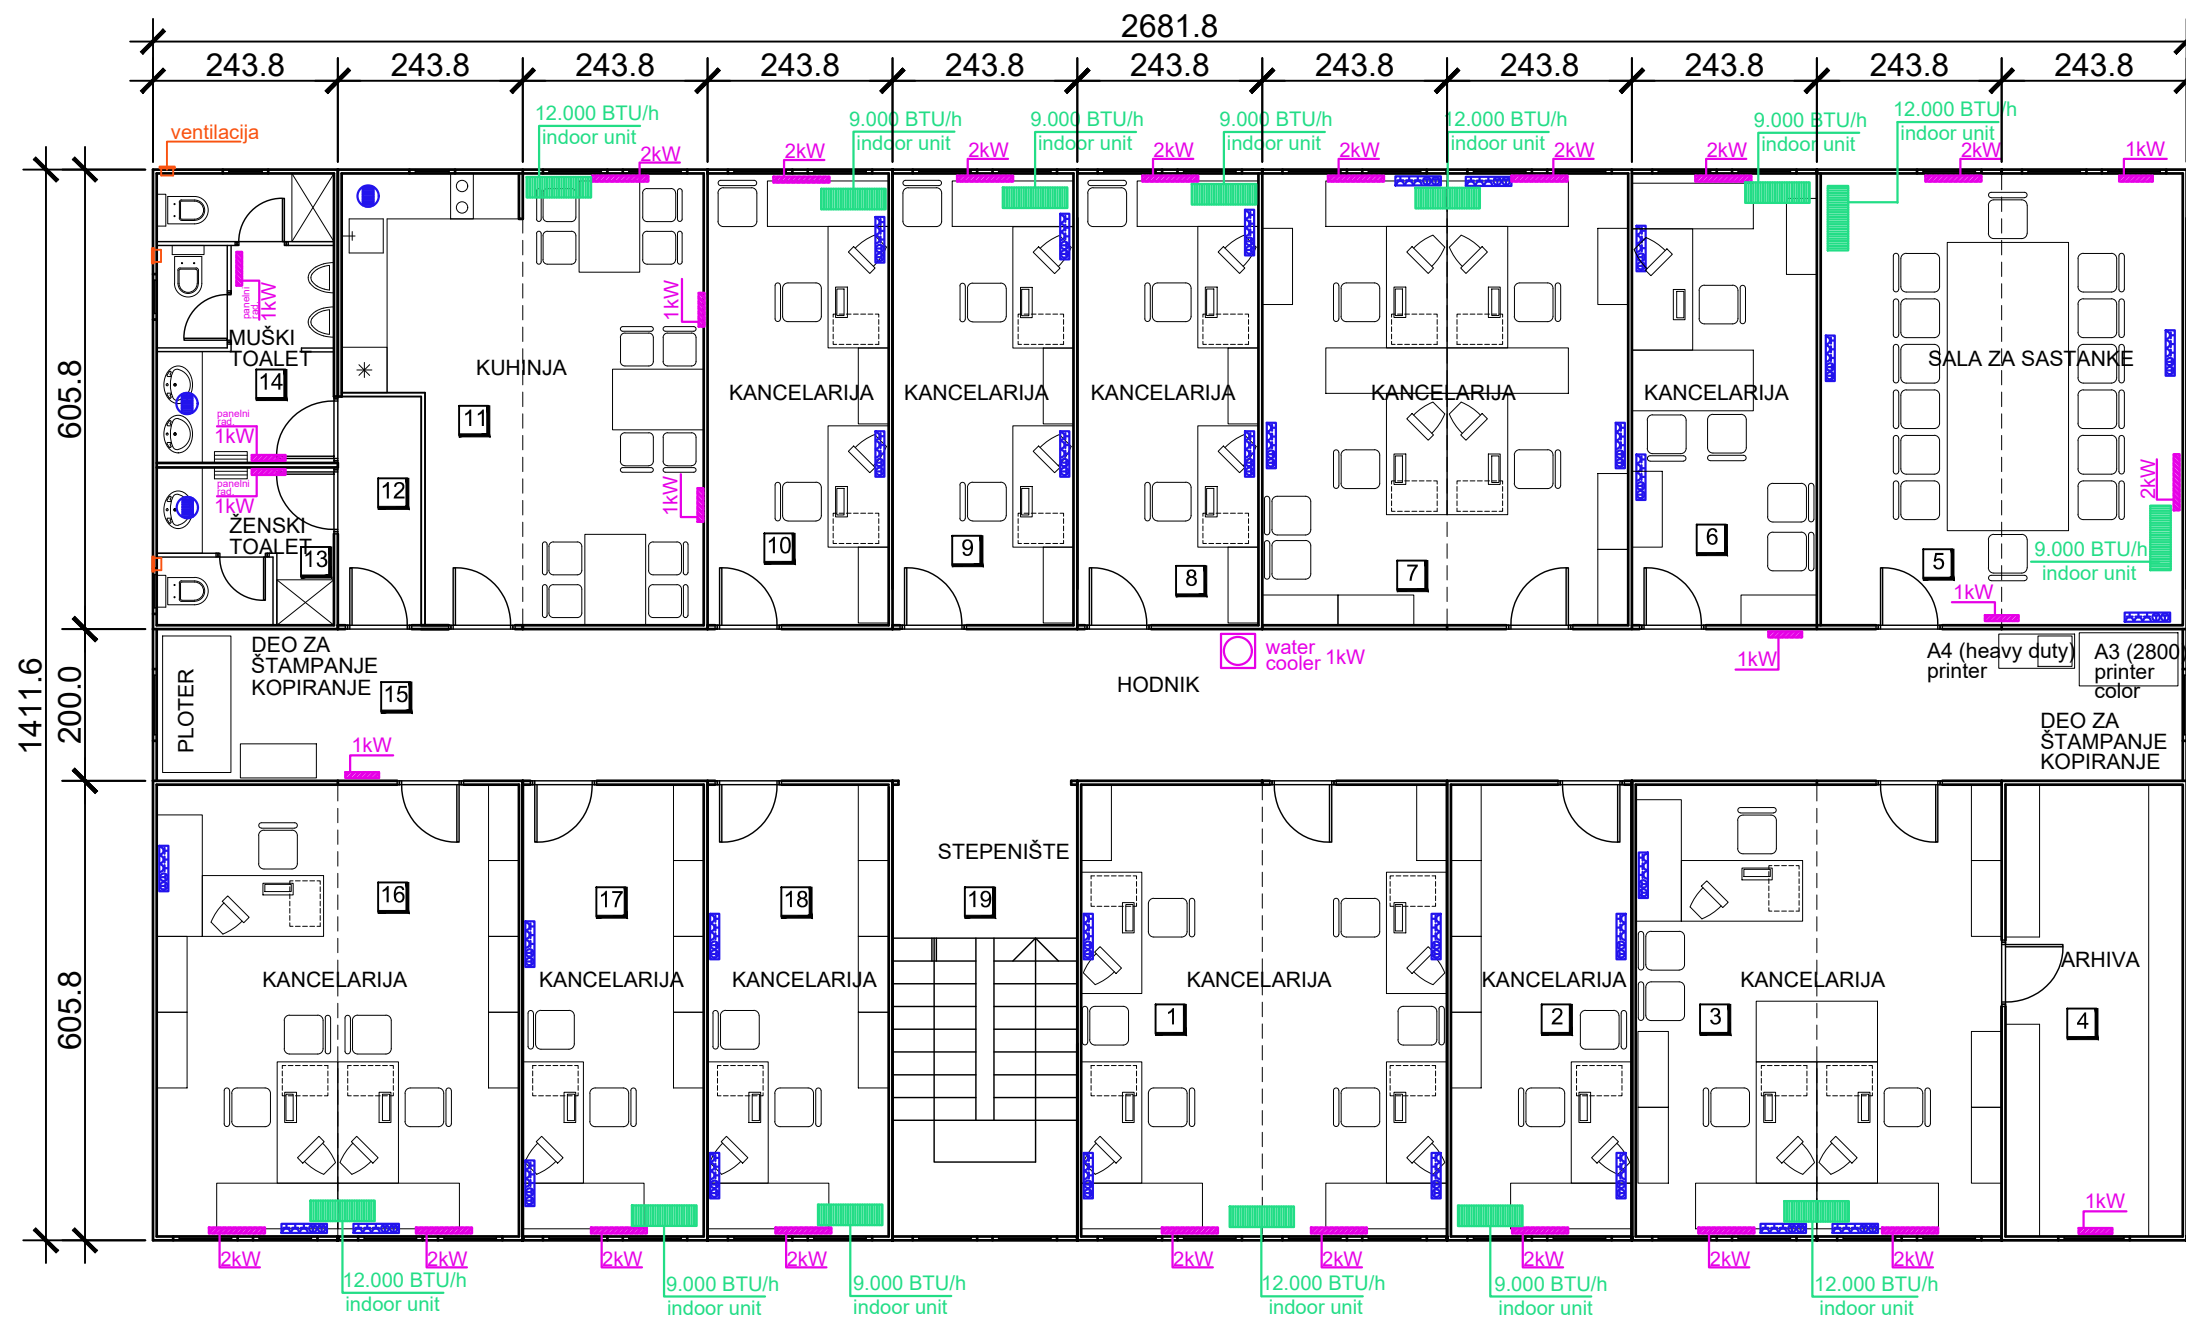 2681.8
243.8 243.8 243.8 243.8 243.8 243.8 243.8 243.8 243.8 243.8 243.8
ventilacija
12.000 BTU/h
indoor unit
2kW
2kW
9.000 BTU/h
indoor unit
2kW
9.000 BTU/h
indoor unit
2kW
9.000 BTU/h
indoor unit
2kW
12.000 BTU/h
indoor unit
2kW
2kW
9.000 BTU/h
indoor unit
12.000 BTU/h
indoor unit
2kW
1kW
1411.6
605.8
200.0
605.8
panelni
rad.
1kW
MUŠKI
TOALET
14
panelni
rad.
1kW
panelni
rad.
1kW
ŽENSKI
TOALET
13
12
KUHINJA
11
1kW
1kW
KANCELARIJA
10
KANCELARIJA
9
KANCELARIJA
8
KANCELARIJA
7
KANCELARIJA
6
SALA ZA SASTANKE
5
2kW
9.000 BTU/h
indoor unit
1kW
PLOTER
DEO ZA
ŠTAMPANJE
KOPIRANJE
15
1kW
HODNIK
water
cooler 1kW
1kW
A4 (heavy duty)
printer
A3 (2800)
printer
color
DEO ZA
ŠTAMPANJE
KOPIRANJE
16
KANCELARIJA
17
KANCELARIJA
18
KANCELARIJA
STEPENIŠTE
19
KANCELARIJA
1
KANCELARIJA
2
KANCELARIJA
3
ARHIVA
4
1kW
2kW
12.000 BTU/h
indoor unit
2kW
2kW
9.000 BTU/h
indoor unit
2kW
9.000 BTU/h
indoor unit
2kW
12.000 BTU/h
indoor unit
2kW
9.000 BTU/h
indoor unit
2kW
2kW
12.000 BTU/h
indoor unit
2kW